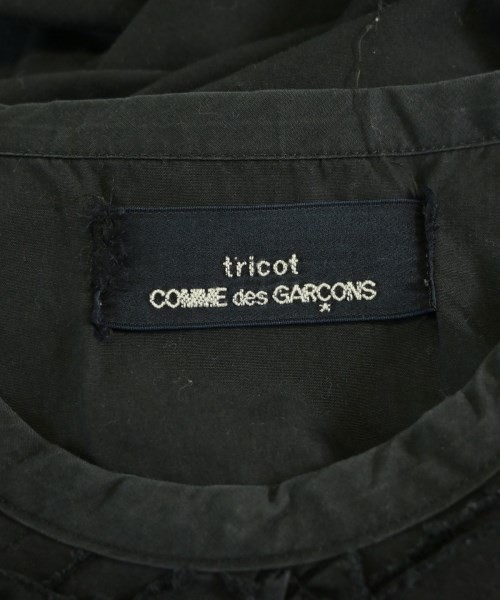 tricot
COMME des GARÇONS
*